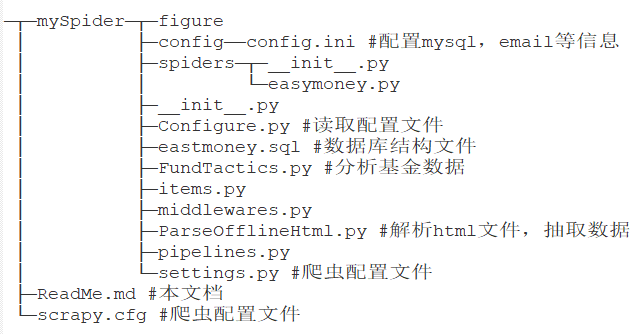 ─┬─mySpider─┬─figure
 │          ├─config──config.ini #配置mysql，email等信息
 │          ├─spiders─┬─__init__.py
 │          │         └─easymoney.py
 │          ├─__init__.py
 │          ├─Configure.py #读取配置文件
 │          ├─eastmoney.sql #数据库结构文件
 │          ├─FundTactics.py #分析基金数据
 │          ├─items.py
 │          ├─middlewares.py
 │          ├─ParseOfflineHtml.py #解析html文件，抽取数据
 │          ├─pipelines.py
 │          └─settings.py #爬虫配置文件
 ├─ReadMe.md #本文档
 └─scrapy.cfg #爬虫配置文件